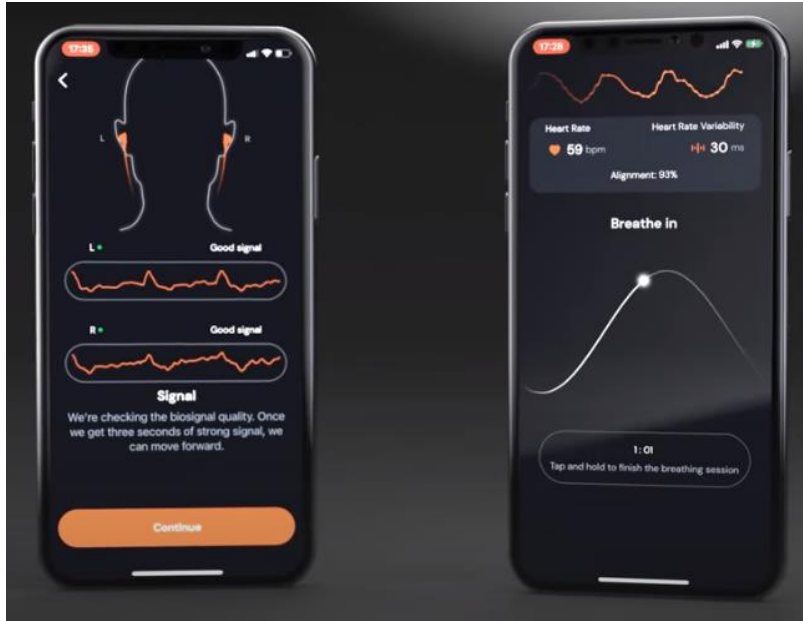 17:35
L
R
L
Good signal
R
Good signal
Signal
We're checking the biosignal quality. Once
we get three seconds of strong signal, we
can move forward.
Continue
17:28
Heart Rate
Heart Rate Variability
59 bpm
30 ms
Alignment: 93%
Breathe in
1:01
Tap and hold to finish the breathing session